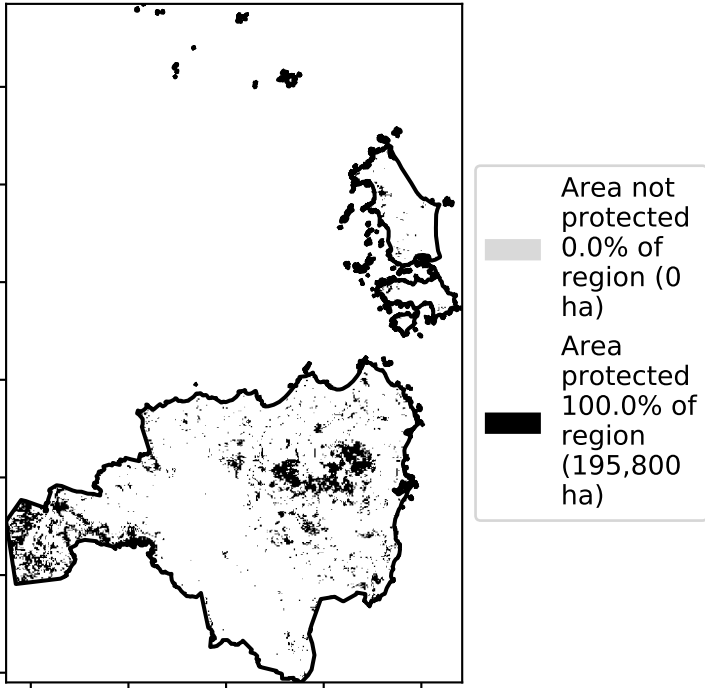 Area not
protected
0.0% of
region (0
ha)
Area
protected
100.0% of
region
(195,800
ha)